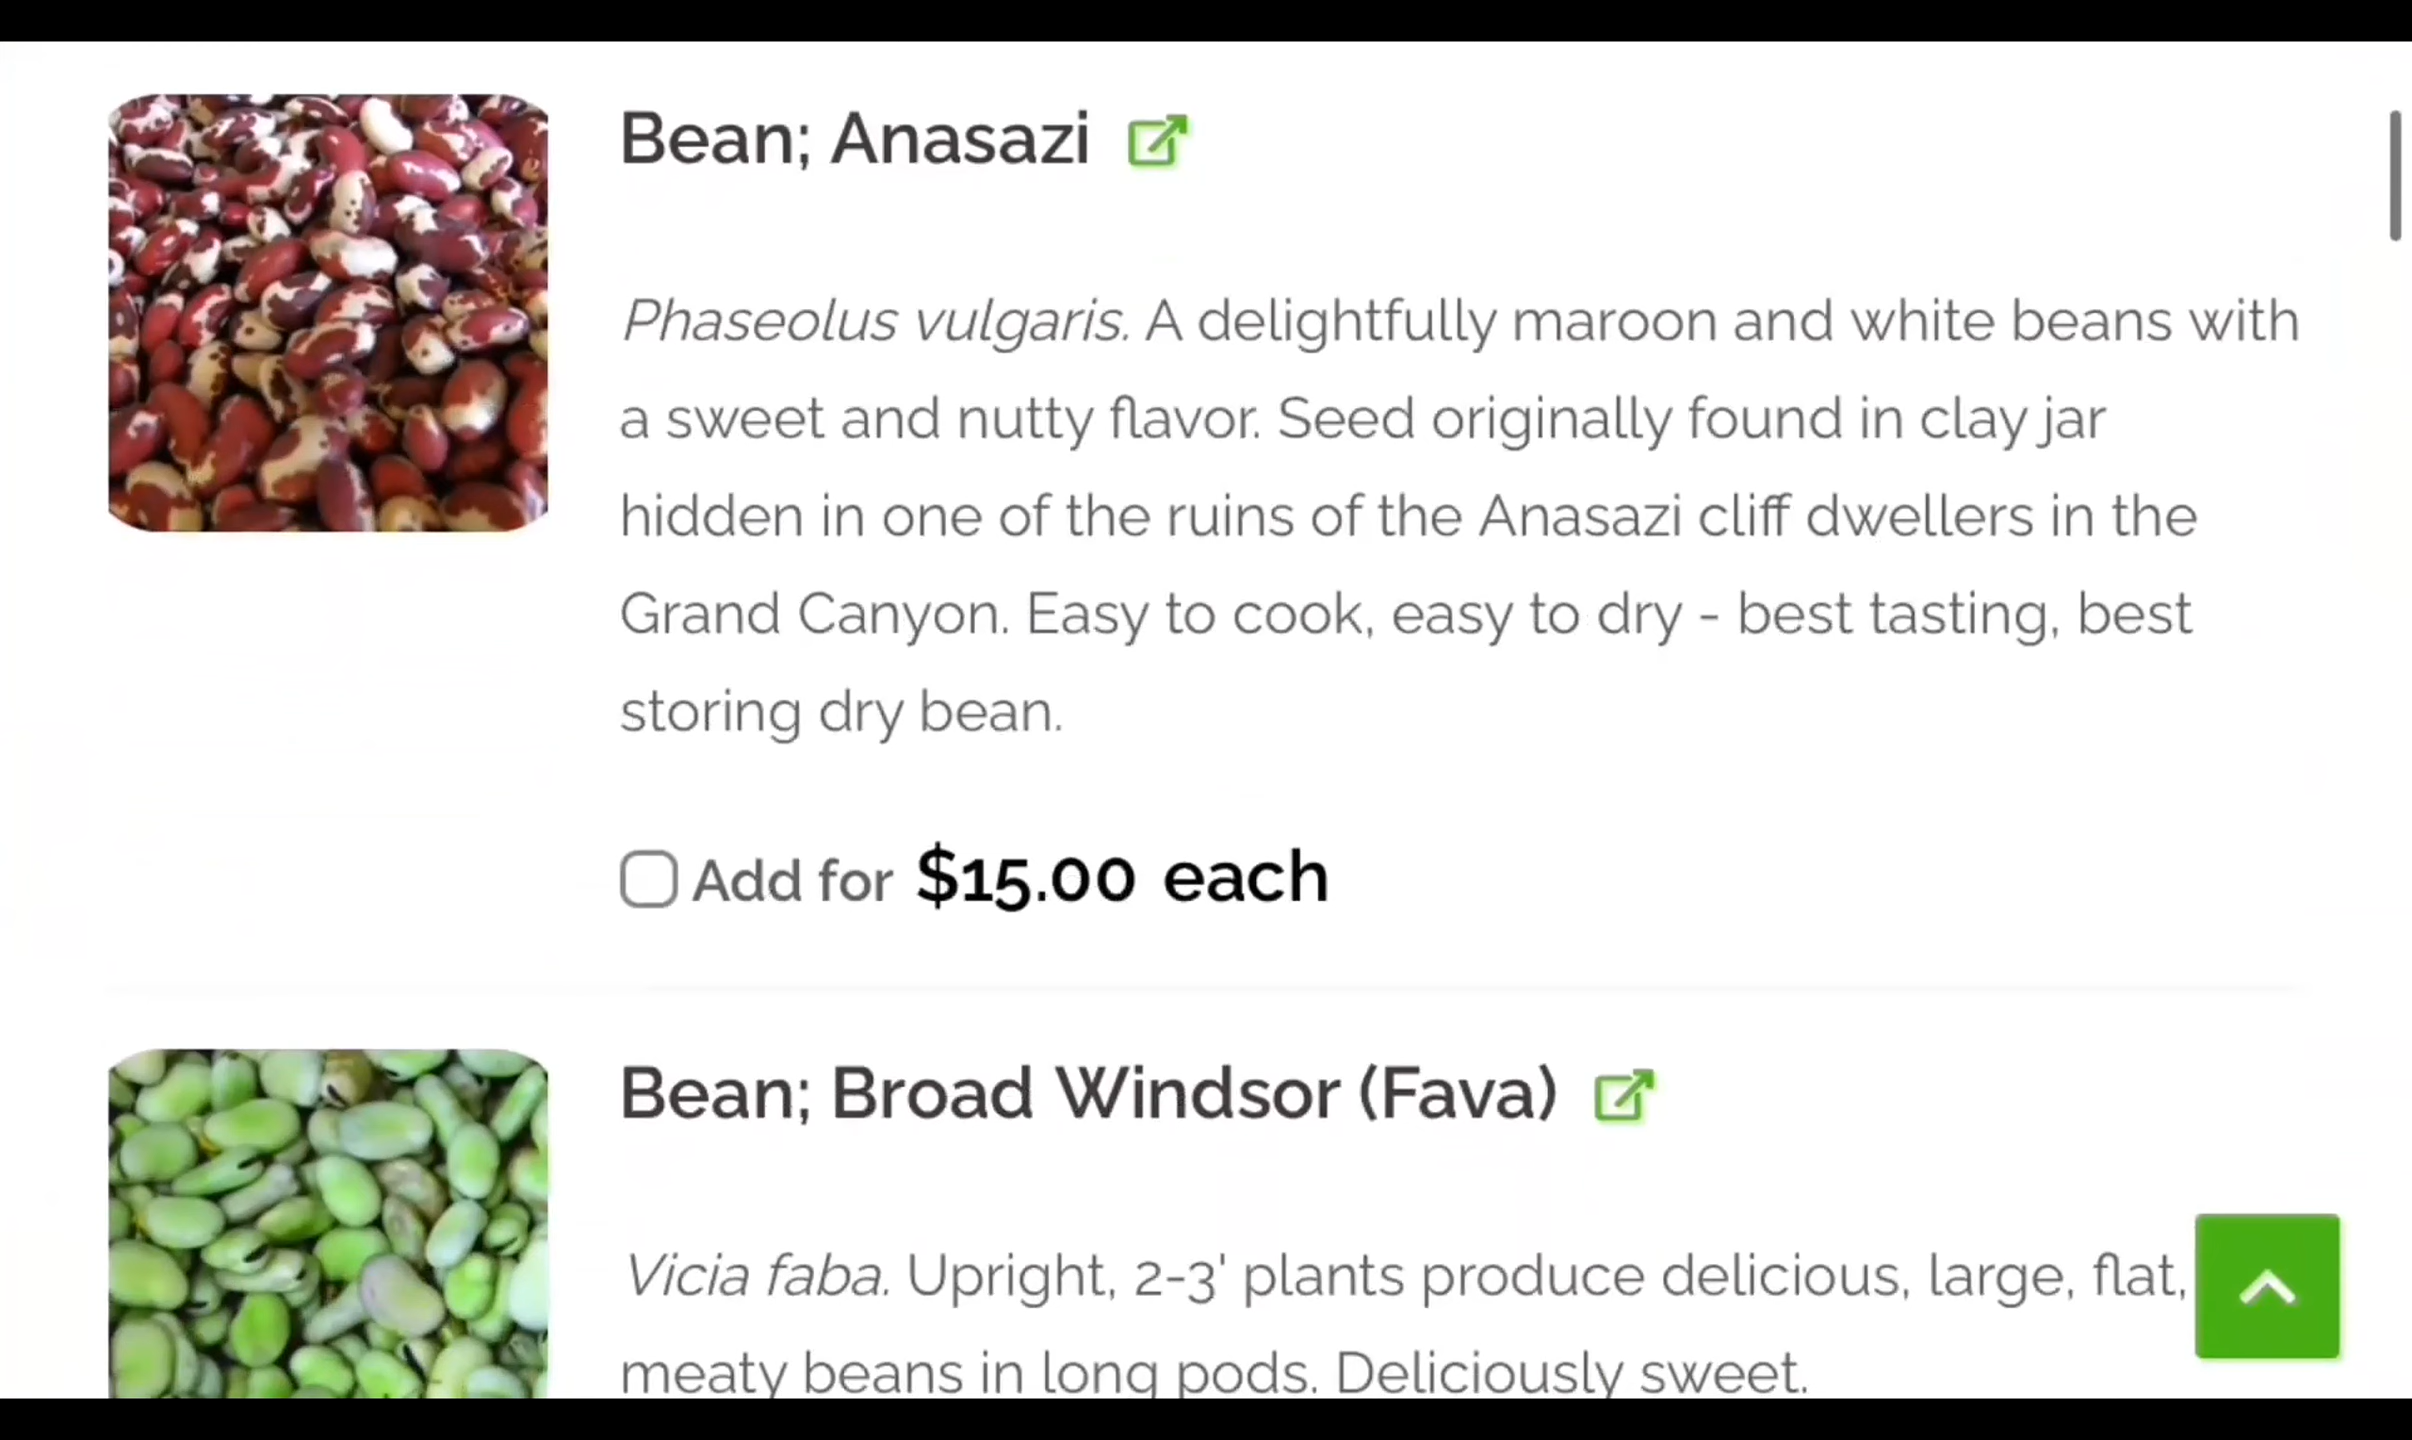 Bean; Anasazi
Phaseolus vulgaris. A delightfully maroon and white beans with
a sweet and nutty flavor. Seed originally found in clay jar
hidden in one of the ruins of the Anasazi cliff dwellers in the
Grand Canyon. Easy to cook, easy to dry - best tasting, best
storing dry bean.
Add for $15.00 each
Bean; Broad Windsor (Fava)
Vicia faba. Upright, 2-3' plants produce delicious, large, flat,
meaty beans in long pods. Deliciously sweet.